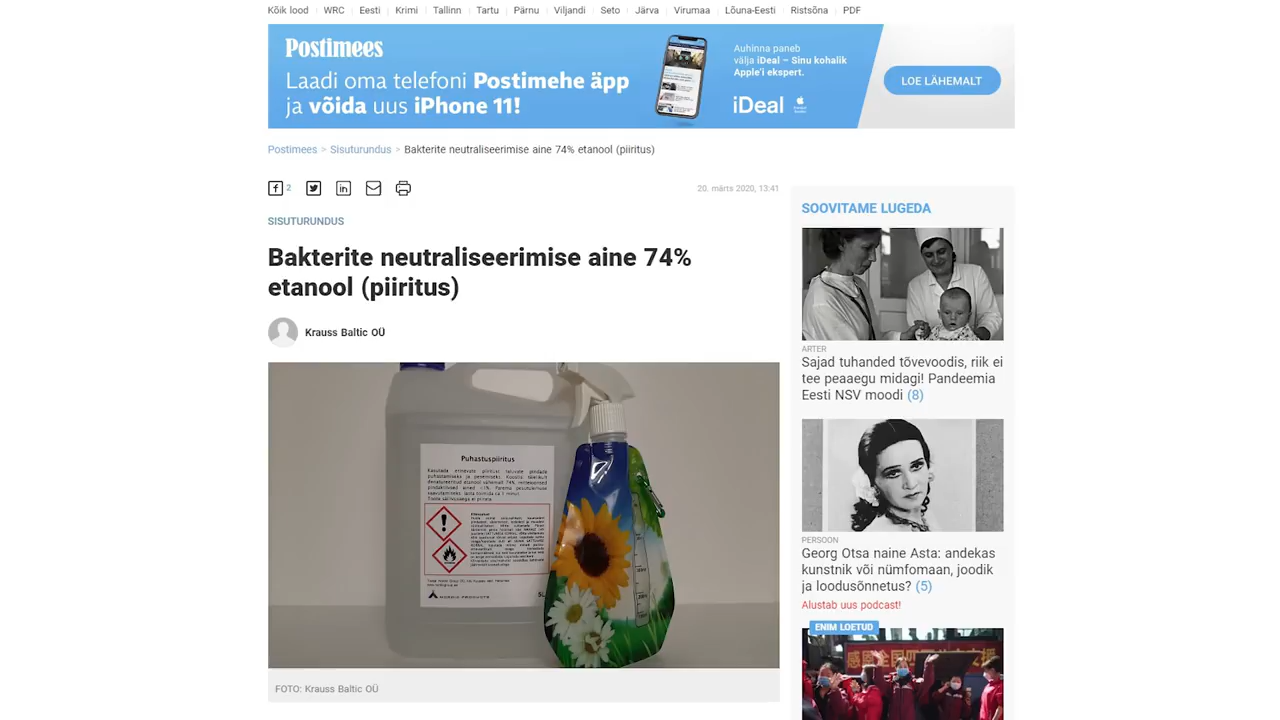 Kõik lood
WRC
Eesti
Krimi
Tallinn
Tartu
Pärnu
Viljandi
Seto
Järva
Virumaa
Lõuna-Eesti
Ristsõna
PDF
Postimees
Laadi oma telefoni Postimehe äpp
ja võida uus iPhone 11!
Auhinna paneb
välja iDeal – Sinu kohalik
Apple'i ekspert.
iDeal
LOE LÄHEMALT
Postimees > Sisuturundus > Bakterite neutraliseerimise aine 74% etanool (piiritus)
2
20. märts 2020, 13:41
SISUTURUNDUS
Bakterite neutraliseerimise aine 74%
etanool (piiritus)
Krauss Baltic OÜ
Puhastuspiiritus
NORDIA PRODUCTS
5L
FOTO: Krauss Baltic OÜ
SOOVITAME LUGEDA
ARTER
Sajad tuhanded tõvevoodis, riik ei
tee peaaegu midagi! Pandeemia
Eesti NSV moodi (8)
PERSOON
Georg Otsa naine Asta: andekas
kunstnik või nümfomaan, joodik
ja loodusõnnetus? (5)
Alustab uus podcast!
ENIM LOETUD